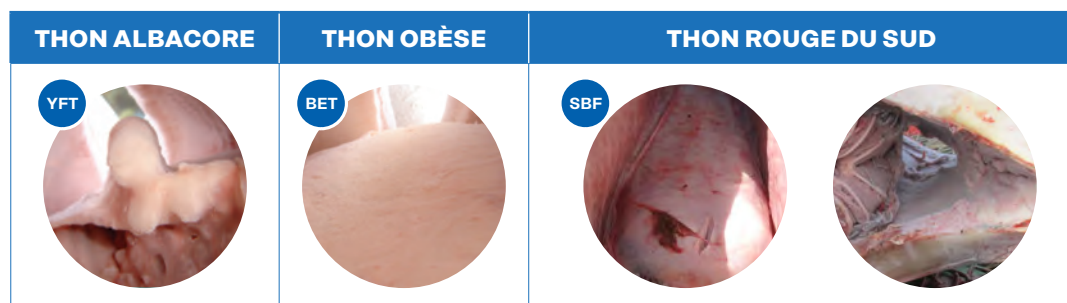 THON ALBACORE
THON OBÈSE
THON ROUGE DU SUD
YFT
BET
SBF